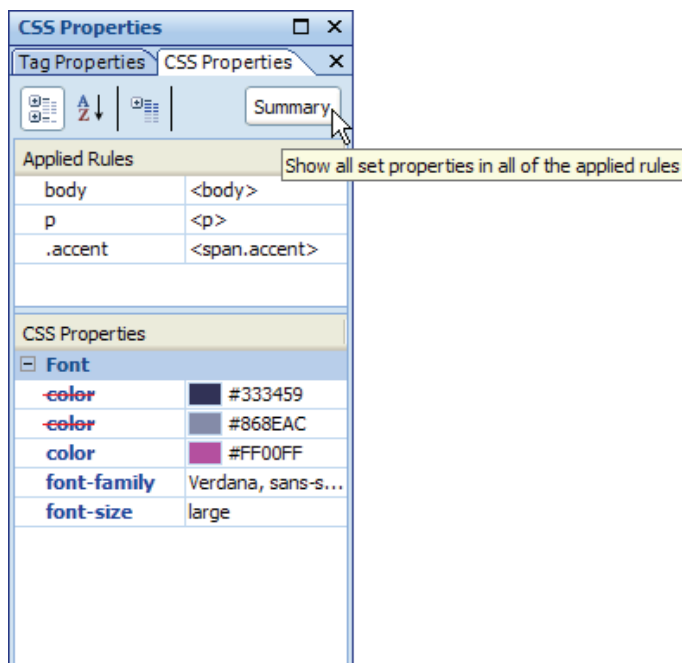 CSS Properties
Tag Properties CSS Properties
A Z Summary
Applied Rules
Show all set properties in all of the applied rules
body <body>
p <p>
.accent <span.accent>
CSS Properties
Font
color #333459
color #868EAC
color #FF00FF
font-family Verdana, sans-s...
font-size large